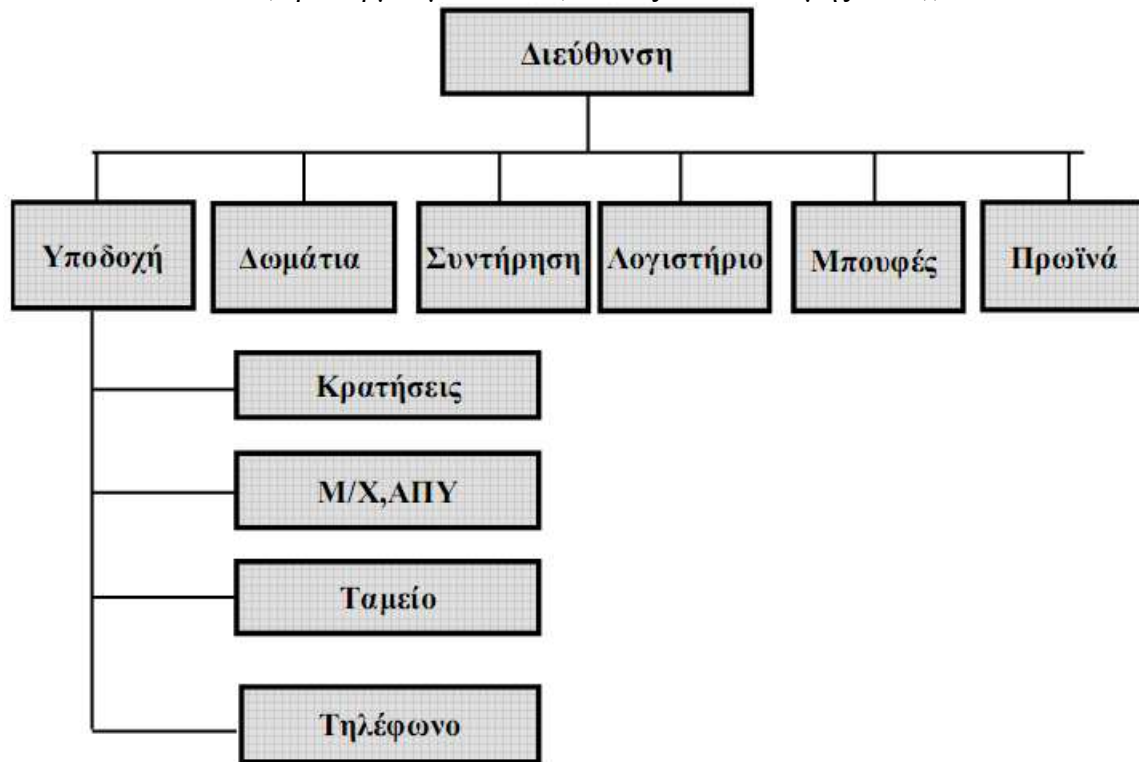 Διεύθυνση
Υποδοχή
Δωμάτια
Συντήρηση
Λογιστήριο
Μπουφές
Πρωϊνά
Κρατήσεις
Μ/Χ,ΑΠΥ
Ταμείο
Τηλέφωνο